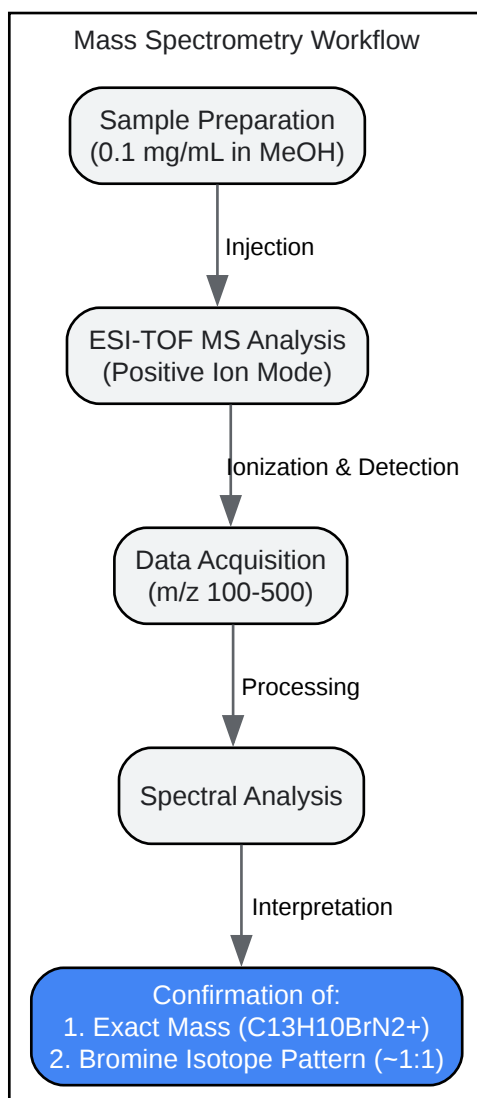 Mass Spectrometry Workflow
Sample Preparation
(0.1 mg/mL in MeOH)
Injection
ESI-TOF MS Analysis
(Positive Ion Mode)
Ionization & Detection
Data Acquisition
(m/z 100-500)
Processing
Spectral Analysis
Interpretation
Confirmation of:
1. Exact Mass (C13H10BrN2+)
2. Bromine Isotope Pattern (~1:1)